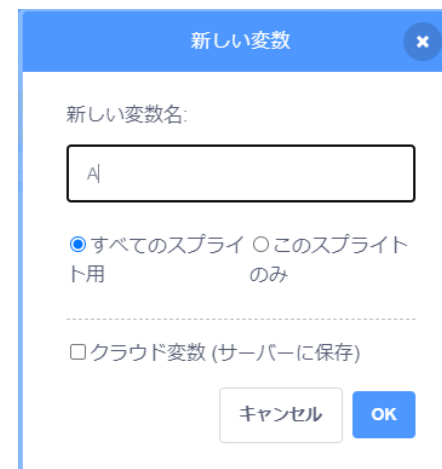 新しい変数
新しい変数名:
A
すべてのスプライ
ト用
このスプライト
のみ
クラウド変数 (サーバーに保存)
キャンセル
OK